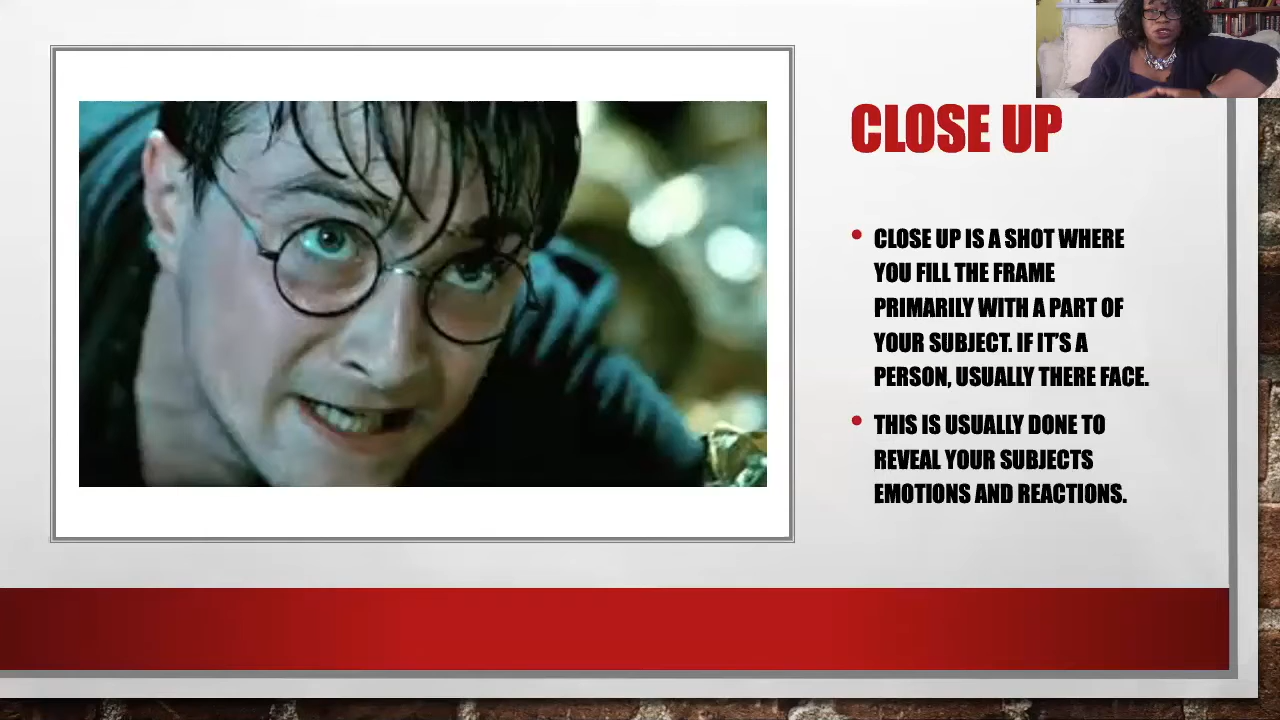 CLOSE UP
• CLOSE UP IS A SHOT WHERE
YOU FILL THE FRAME
PRIMARILY WITH A PART OF
YOUR SUBJECT. IF IT'S A
PERSON, USUALLY THERE FACE.
• THIS IS USUALLY DONE TO
REVEAL YOUR SUBJECTS
EMOTIONS AND REACTIONS.